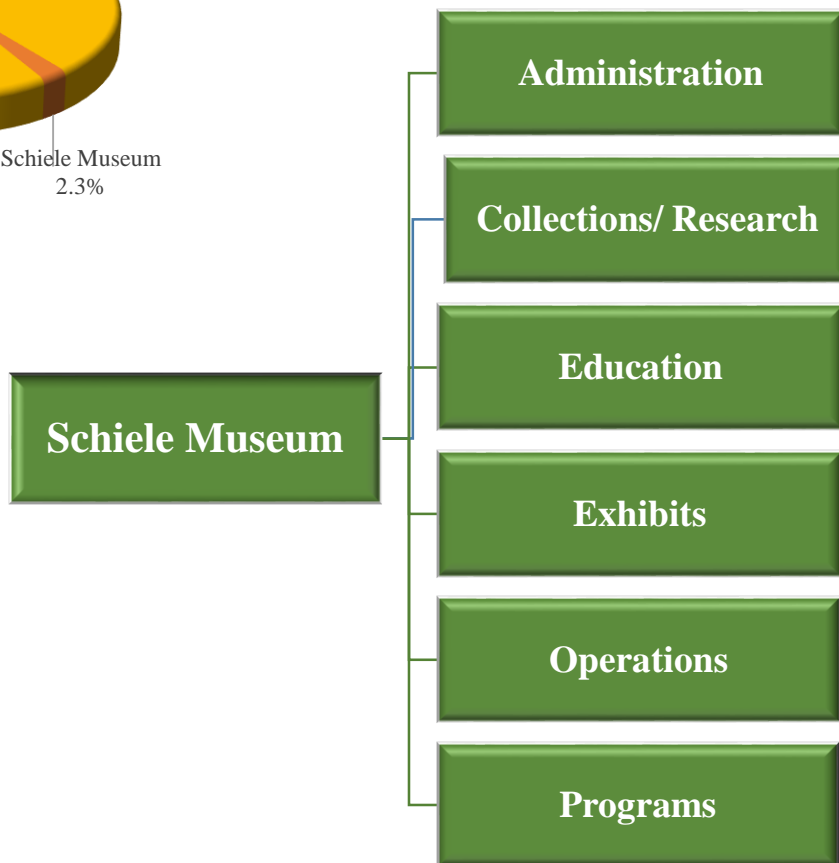 Schiele Museum
2.3%
Administration
Collections/ Research
Education
Schiele Museum
Exhibits
Operations
Programs